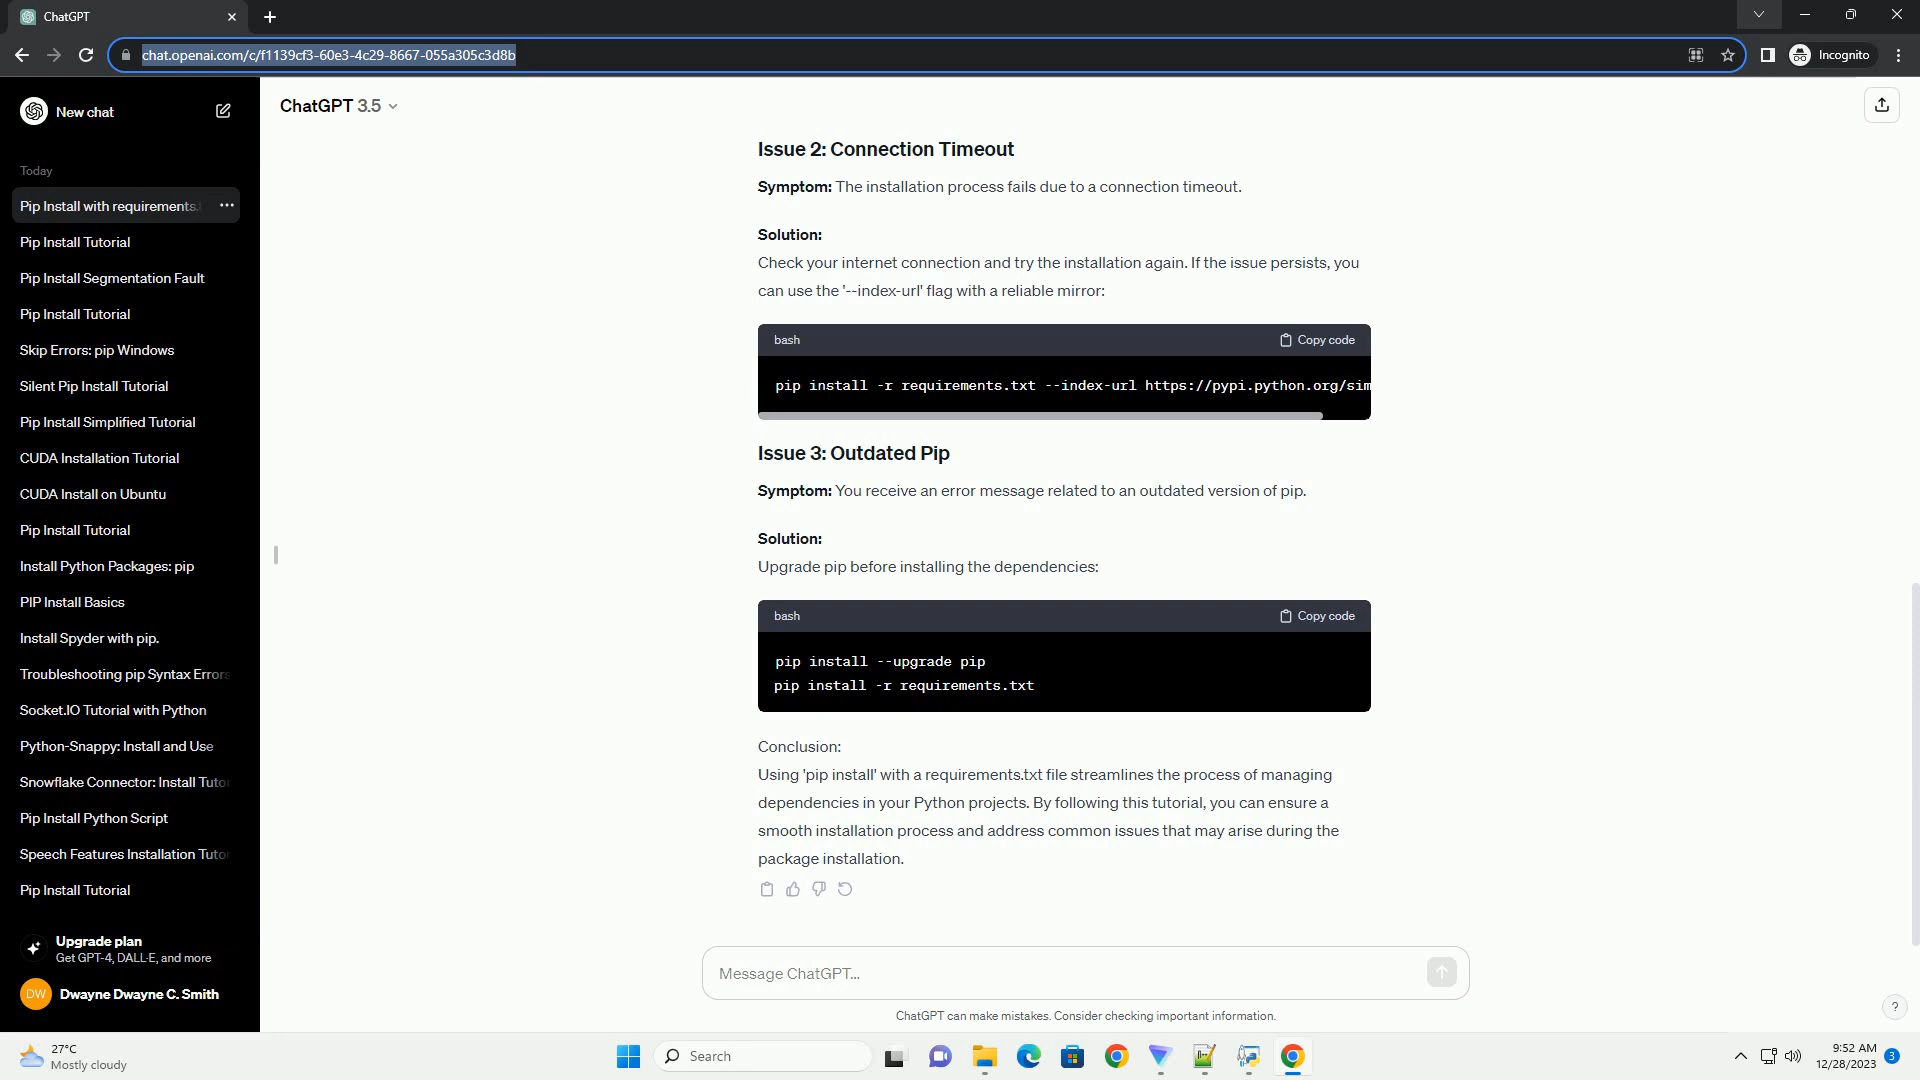 ChatGPT
chat.openai.com/c/f1139cf3-60e3-4c29-8667-055a305c3d8b
Incognito
New chat
Today
Pip Install with requirements.
Pip Install Tutorial
Pip Install Segmentation Fault
Pip Install Tutorial
Skip Errors: pip Windows
Silent Pip Install Tutorial
Pip Install Simplified Tutorial
CUDA Installation Tutorial
CUDA Install on Ubuntu
Pip Install Tutorial
Install Python Packages: pip
PIP Install Basics
Install Spyder with pip.
Troubleshooting pip Syntax Errors
Socket.IO Tutorial with Python
Python-Snappy: Install and Use
Snowflake Connector: Install Tutor
Pip Install Python Script
Speech Features Installation Tutor
Pip Install Tutorial
Upgrade plan
Get GPT-4, DALL·E, and more
DW
Dwayne Dwayne C. Smith
ChatGPT 3.5
Issue 2: Connection Timeout
Symptom: The installation process fails due to a connection timeout.
Solution:
Check your internet connection and try the installation again. If the issue persists, you
can use the '--index-url' flag with a reliable mirror:
bash
Copy code
pip install -r requirements.txt --index-url https://pypi.python.org/sim
Issue 3: Outdated Pip
Symptom: You receive an error message related to an outdated version of pip.
Solution:
Upgrade pip before installing the dependencies:
bash
Copy code
pip install --upgrade pip
pip install -r requirements.txt
Conclusion:
Using 'pip install' with a requirements.txt file streamlines the process of managing
dependencies in your Python projects. By following this tutorial, you can ensure a
smooth installation process and address common issues that may arise during the
package installation.
Message ChatGPT...
ChatGPT can make mistakes. Consider checking important information.
?
27°C
Mostly cloudy
Search
9:52 AM
12/28/2023
3